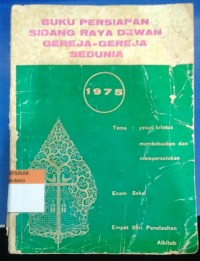 BUKU PERSIAPAN
SIDANG RAYA DEWAN
GEREJA-GEREJA
SEDUNIA
1975
Tema : yesus kristus
membebaskan dan
mempersatukan
Enam Seksi
Empat Seri Penelaahan
Alkitab